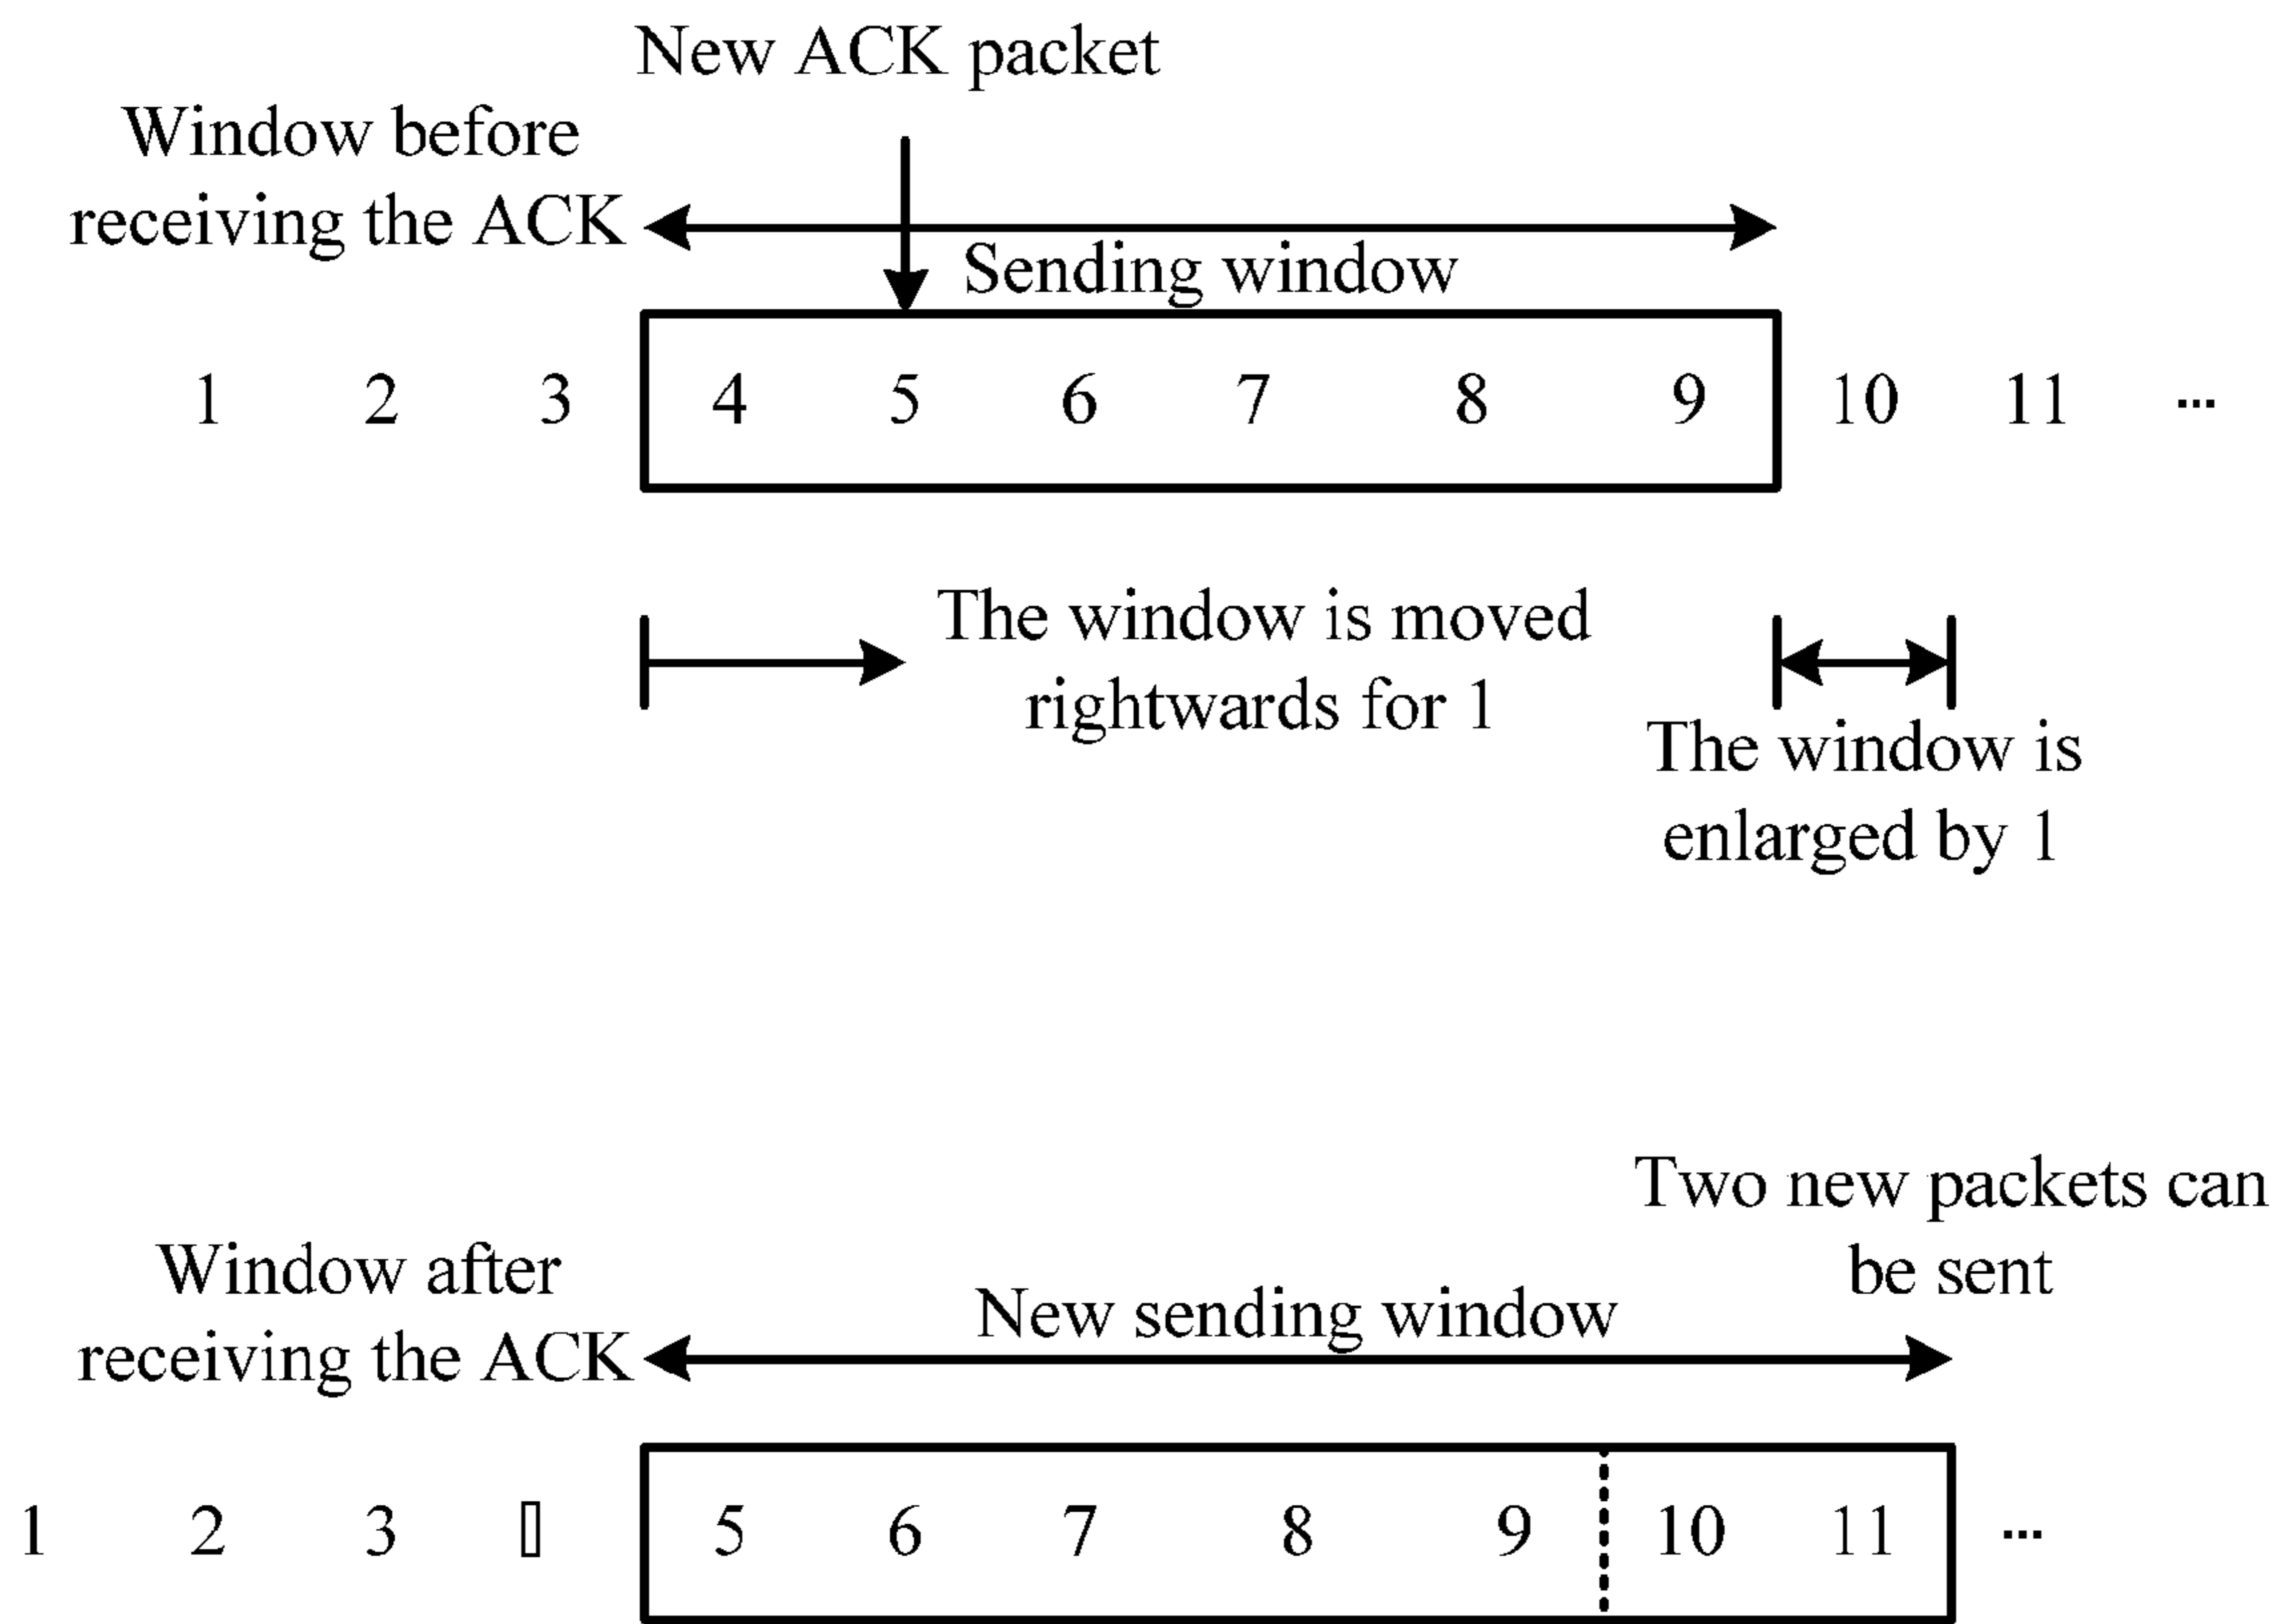 New ACK packet
Window before
receiving the ACK
Sending window
1 2 3 4 5 6 7 8 9 10 11 ...
The window is moved
rightwards for 1
The window is
enlarged by 1
Two new packets can
be sent
Window after
receiving the ACK
New sending window
1 2 3 5 6 7 8 9 10 11 ...